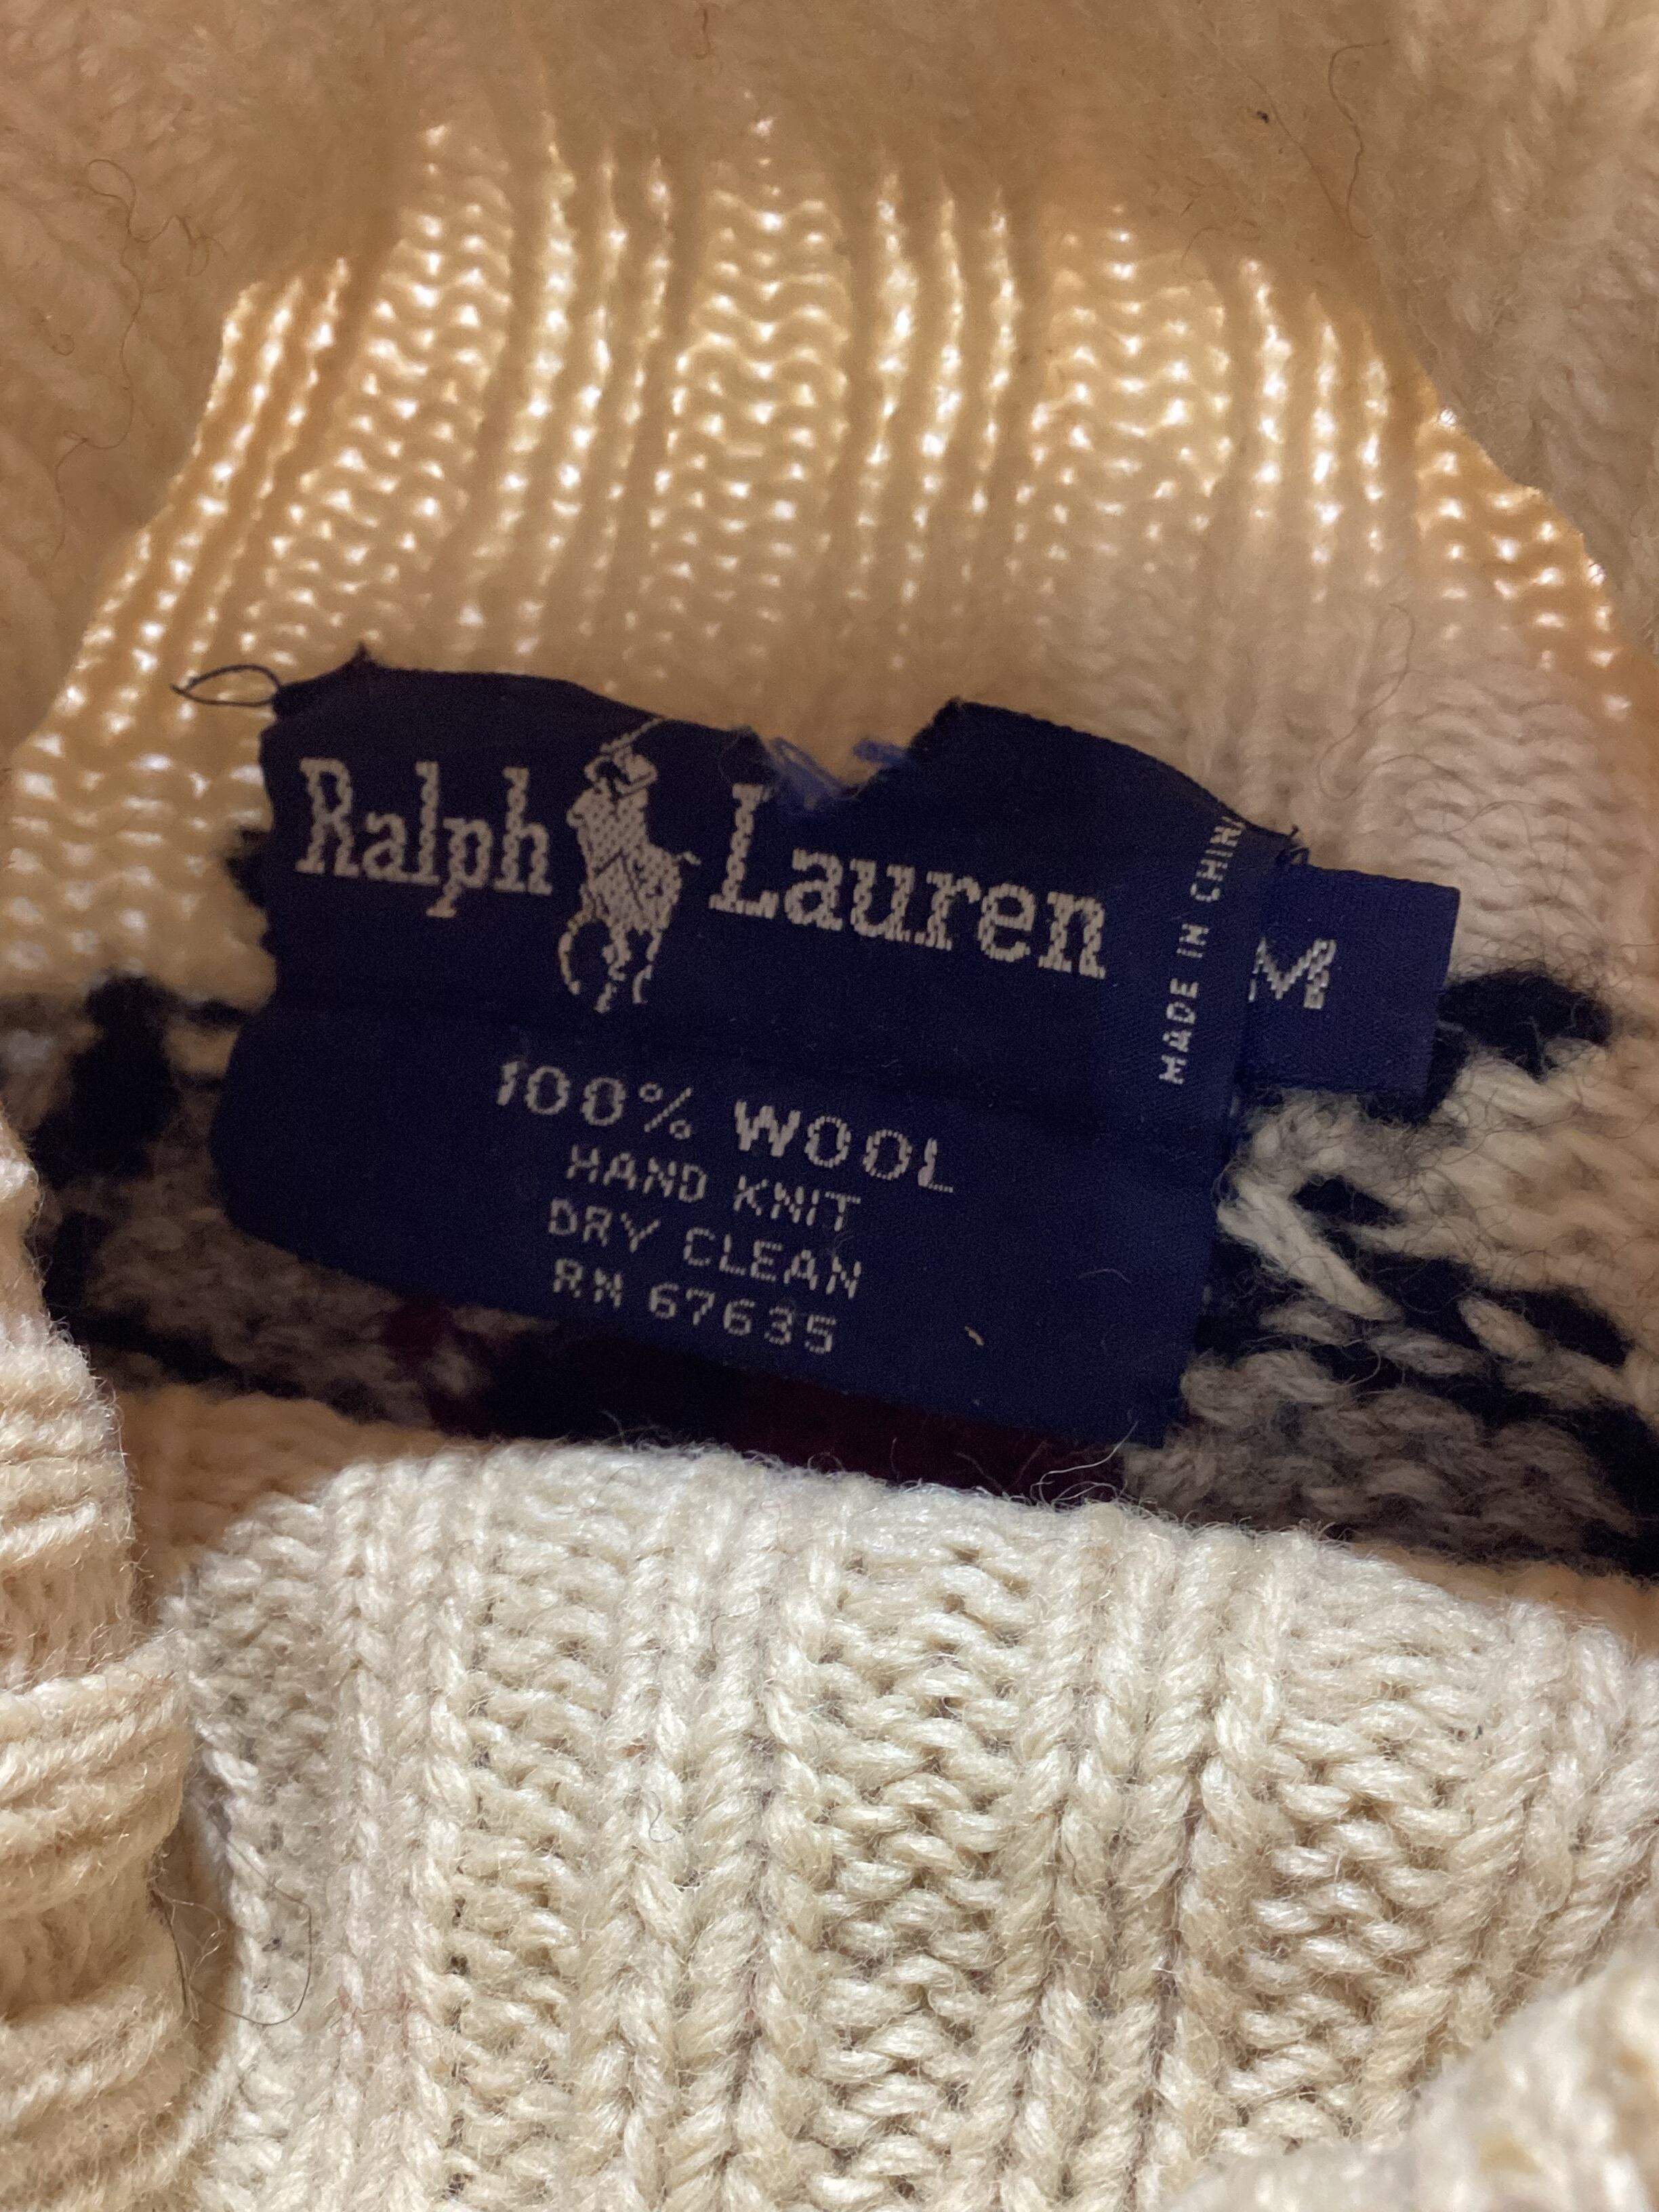 Ralph Lauren
MADE IN CHINA
M
100% WOOL
HAND KNIT
DRY CLEAN
RN 67635